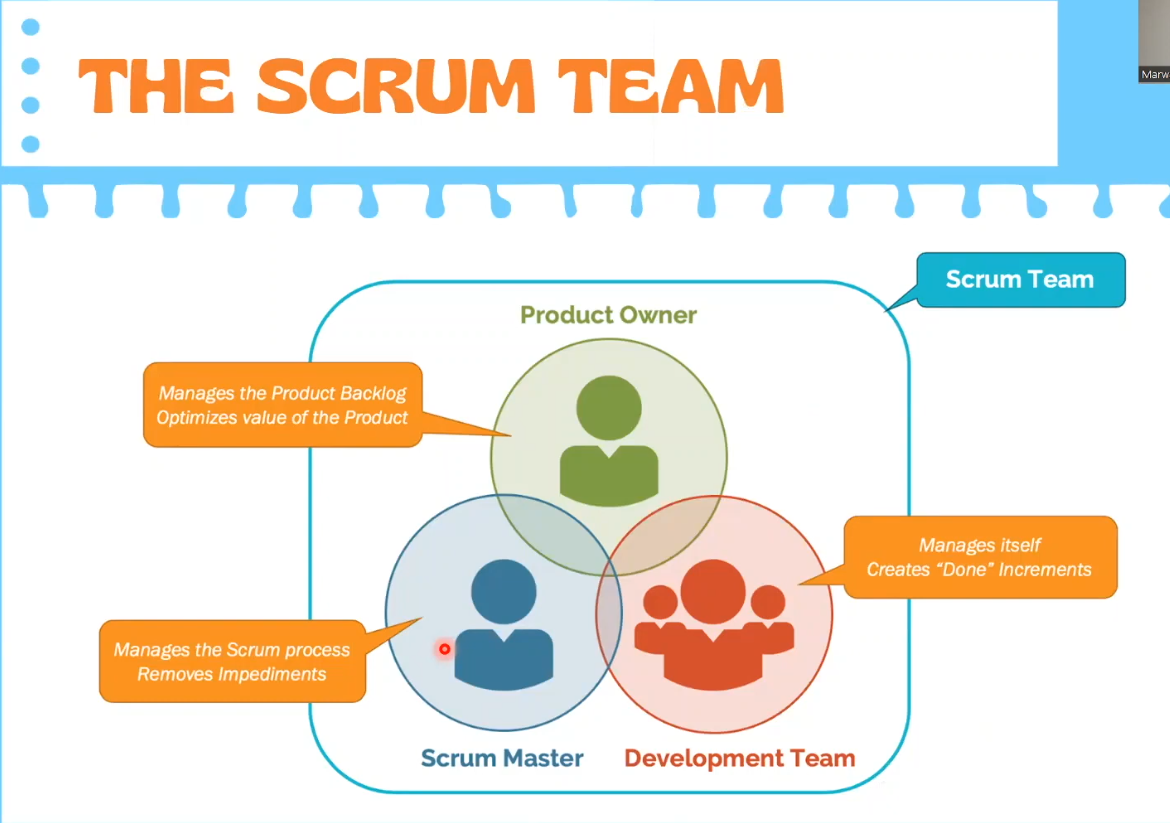 THE SCRUM TEAM
Marw
Scrum Team
Product Owner
Manages the Product Backlog
Optimizes value of the Product
Manages itself
Creates “Done” Increments
Manages the Scrum process
Removes Impediments
Scrum Master
Development Team